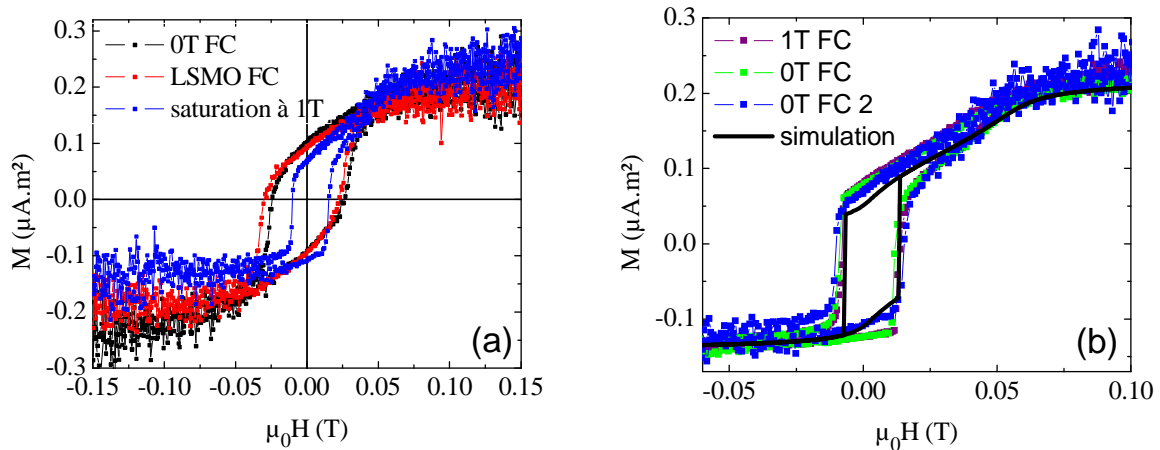 0.3
0.2
0.1
0.0
-0.1
-0.2
-0.3
M (µA.m²)
0T FC
LSMO FC
saturation à 1T
(a)
-0.15 -0.10 -0.05 0.00 0.05 0.10 0.15
µ₀H (T)
0.3
0.2
0.1
0.0
-0.1
M (µA.m²)
1T FC
0T FC
0T FC 2
simulation
(b)
-0.05 0.00 0.05 0.10
µ₀H (T)